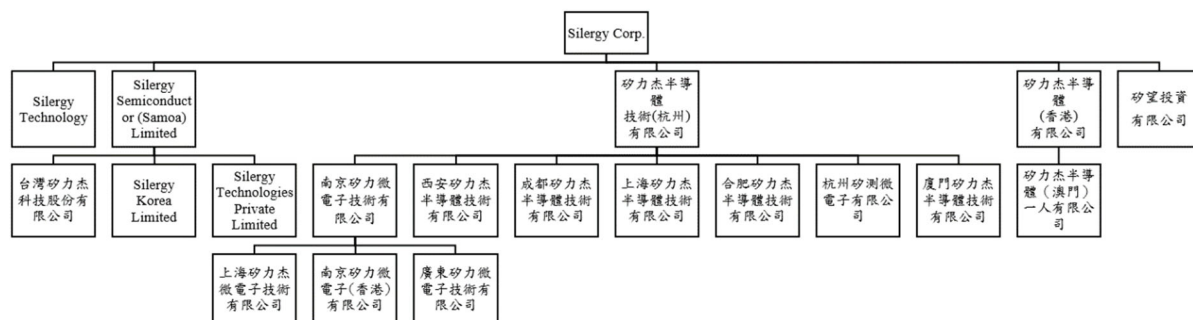 Silergy Corp.
Silergy
Technology
Silergy
Semiconduct
or (Samoa)
Limited
矽力杰半導
體
技術(杭州)
有限公司
矽力杰半導
體
(香港)
有限公司
矽望投資
有限公司
台灣矽力杰
科技股份有
限公司
Silergy
Korea
Limited
Silergy
Technologies
Private
Limited
南京矽力微
電子技術有
限公司
西安矽力杰
半導體技術
有限公司
成都矽力杰
半導體技術
有限公司
上海矽力杰
半導體技術
有限公司
合肥矽力杰
半導體技術
有限公司
杭州矽測微
電子有限公
司
廈門矽力杰
半導體技術
有限公司
矽力杰半導
體（澳門）
一人有限公
司
上海矽力杰
微電子技術
有限公司
南京矽力微
電子(香港)
有限公司
廣東矽力微
電子技術有
限公司